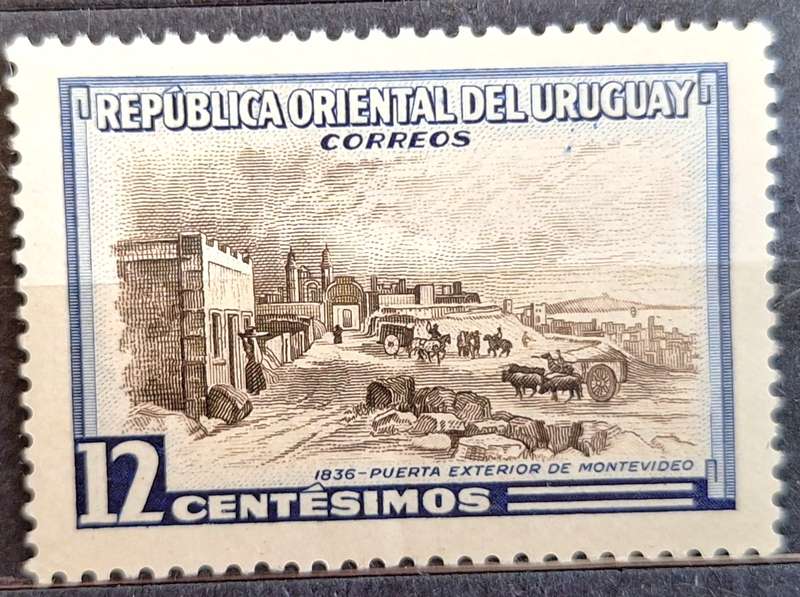 REPÚBLICA ORIENTAL DEL URUGUAY
CORREOS
1836–PUERTA EXTERIOR DE MONTEVIDEO
12 CENTÉSIMOS